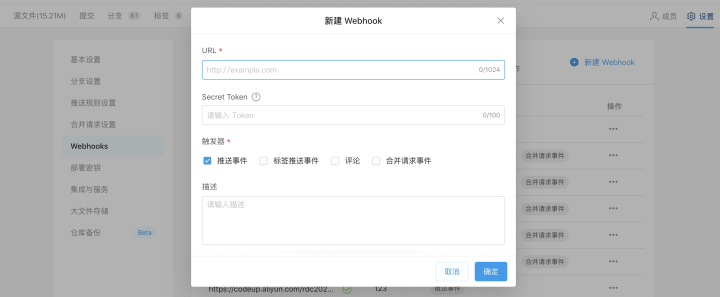 源文件(15.21M) 提交 分支 81 标签 6 成员 设置
新建 Webhook
URL *
http://example.com 0/1024
Secret Token ?
请输入 Token 0/100
触发器 *
推送事件 标签推送事件 评论 合并请求事件
描述
请输入描述
取消 确定
基本设置
分支设置
推送规则设置
合并请求设置
Webhooks
部署密钥
集成与服务
大文件存储
仓库备份 Beta
新建 Webhook
操作
合并请求事件
合并请求事件
合并请求事件
合并请求事件
合并请求事件
https://codeup.aliyun.com/rdc202... 123 推送事件